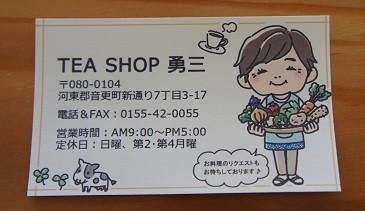 TEA SHOP 勇三
〒080-0104
河東郡音更町新通り7丁目3-17
電話＆FAX：0155-42-0055
営業時間：AM9:00〜PM5:00
定休日：日曜、第2・第4月曜
お料理のリクエストも
お待ちしております♪